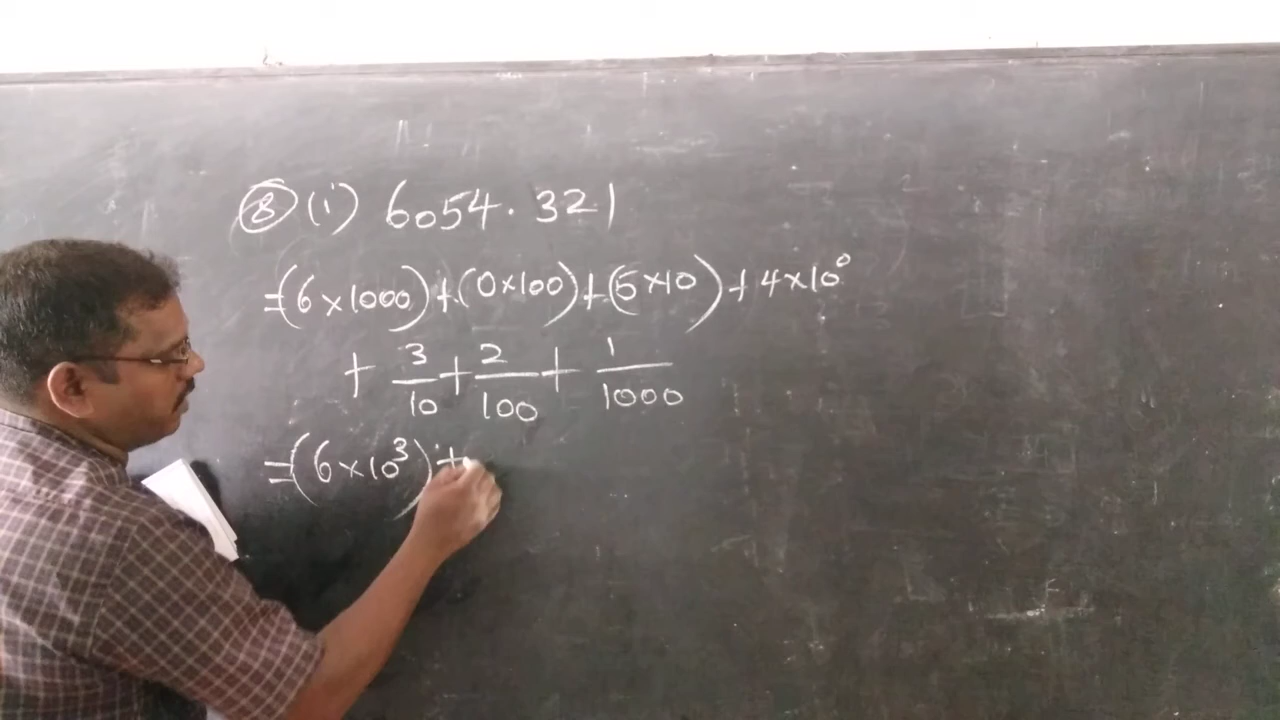 ⑧ (i) 6054.321
=(6×1000)+(0×100)+(5×10)+4×10⁰
+ 3/10 + 2/100 + 1/1000
=(6×10³)+